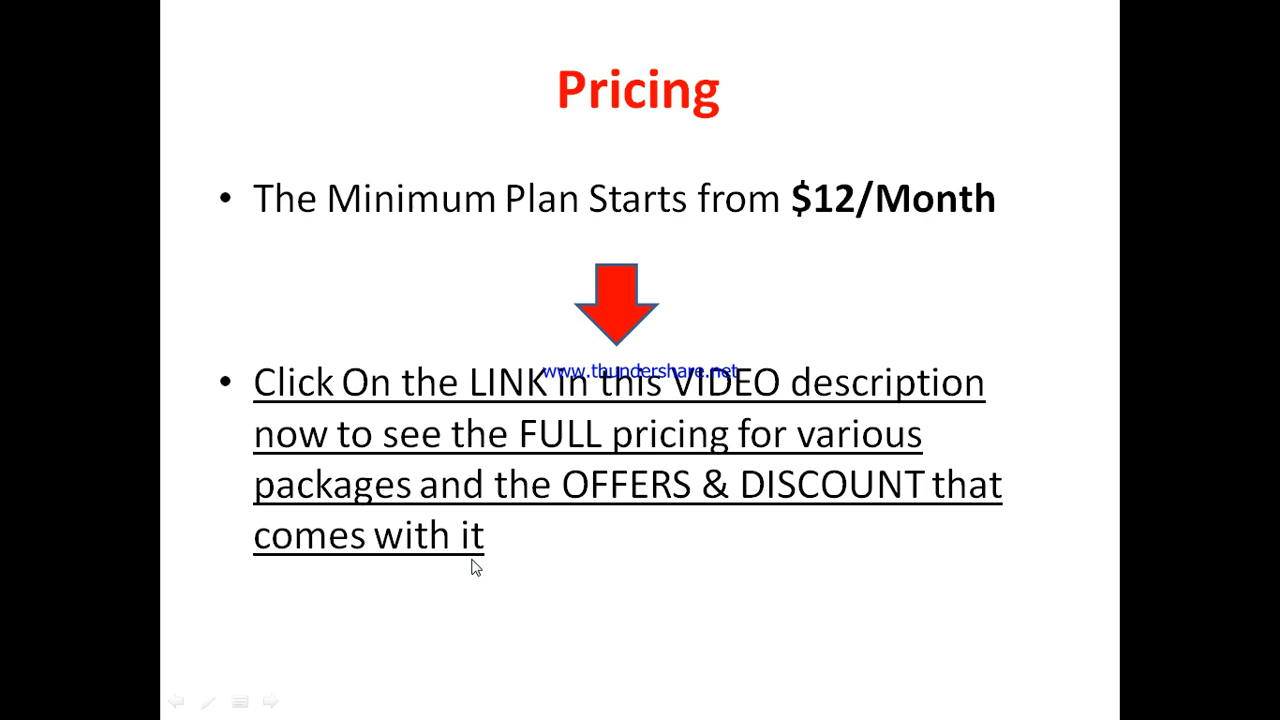 Pricing
• The Minimum Plan Starts from $12/Month
www.thundershare.net
• Click On the LINK in this VIDEO description
now to see the FULL pricing for various
packages and the OFFERS & DISCOUNT that
comes with it